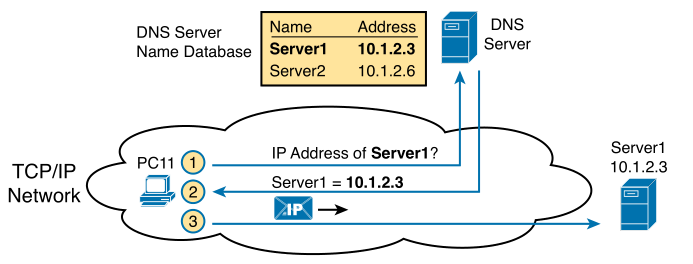 DNS Server
Name Database
Name Address
Server1 10.1.2.3
Server2 10.1.2.6
DNS
Server
TCP/IP
Network
PC11
1
IP Address of Server1?
2
Server1 = 10.1.2.3
3
IP
Server1
10.1.2.3